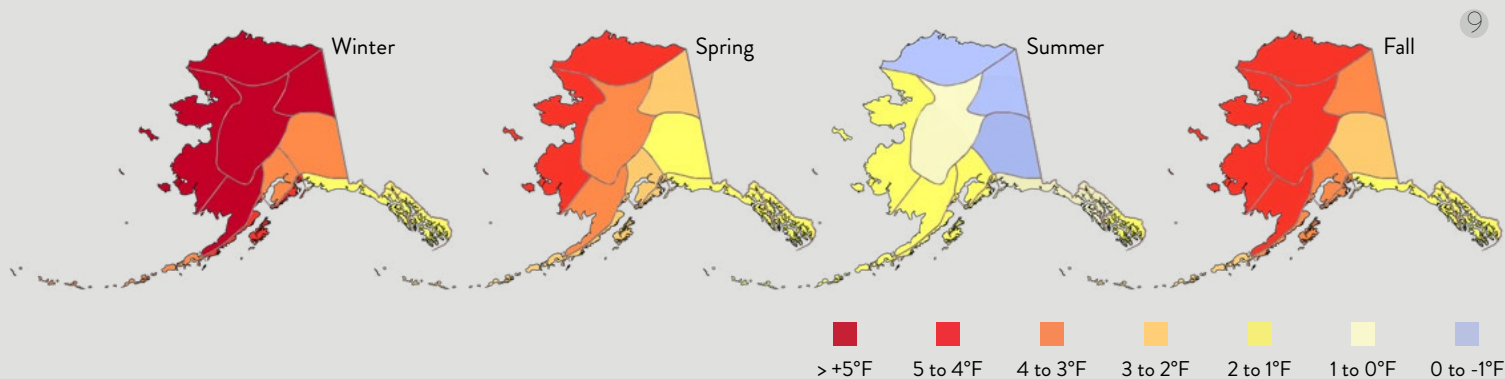 9
Winter
Spring
Summer
Fall
> +5°F
5 to 4°F
4 to 3°F
3 to 2°F
2 to 1°F
1 to 0°F
0 to -1°F